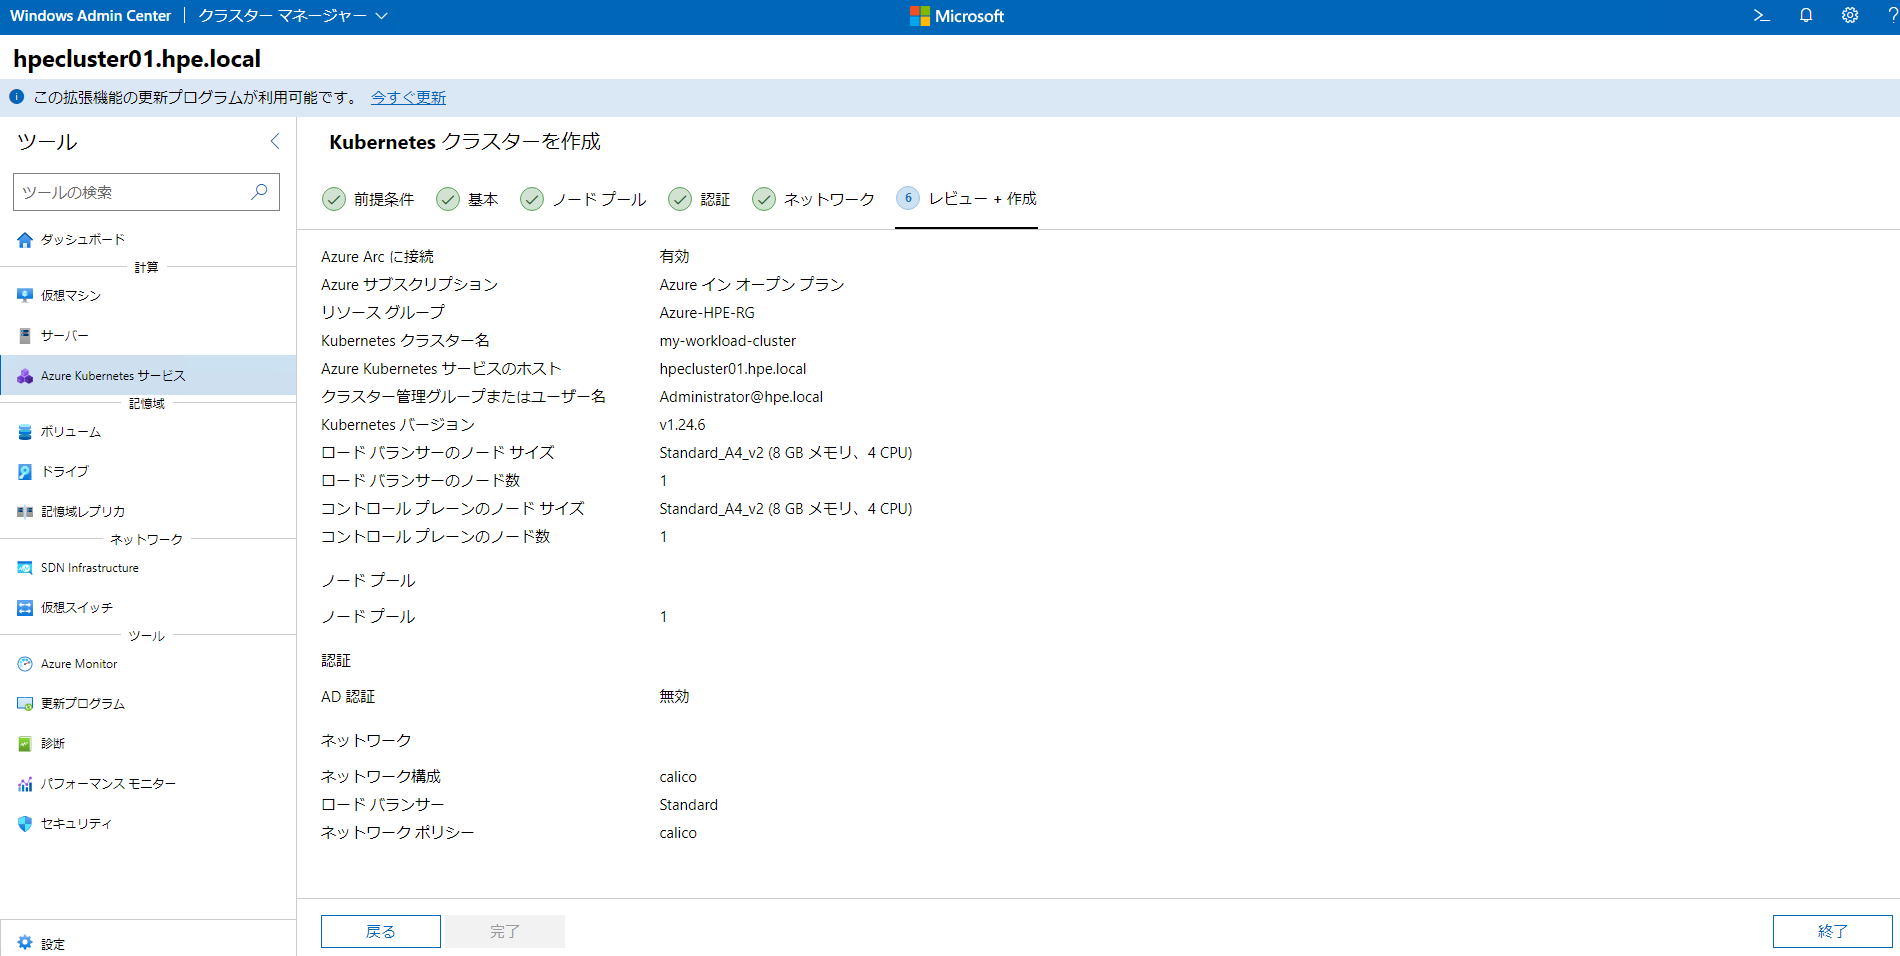 Windows Admin Center クラスター マネージャー Microsoft
hpecluster01.hpe.local
この拡張機能の更新プログラムが利用可能です。 今すぐ更新
ツール
ツールの検索
ダッシュボード
計算
仮想マシン
サーバー
Azure Kubernetes サービス
記憶域
ボリューム
ドライブ
記憶域レプリカ
ネットワーク
SDN Infrastructure
仮想スイッチ
ツール
Azure Monitor
更新プログラム
診断
パフォーマンス モニター
セキュリティ
設定
Kubernetes クラスターを作成
前提条件 基本 ノード プール 認証 ネットワーク 6 レビュー + 作成
Azure Arc に接続 有効
Azure サブスクリプション Azure イン オープン プラン
リソース グループ Azure-HPE-RG
Kubernetes クラスター名 my-workload-cluster
Azure Kubernetes サービスのホスト hpecluster01.hpe.local
クラスター管理グループまたはユーザー名 Administrator@hpe.local
Kubernetes バージョン v1.24.6
ロード バランサーのノード サイズ Standard_A4_v2 (8 GB メモリ、4 CPU)
ロード バランサーのノード数 1
コントロール プレーンのノード サイズ Standard_A4_v2 (8 GB メモリ、4 CPU)
コントロール プレーンのノード数 1
ノード プール
ノード プール 1
認証
AD 認証 無効
ネットワーク
ネットワーク構成 calico
ロード バランサー Standard
ネットワーク ポリシー calico
戻る 完了 終了